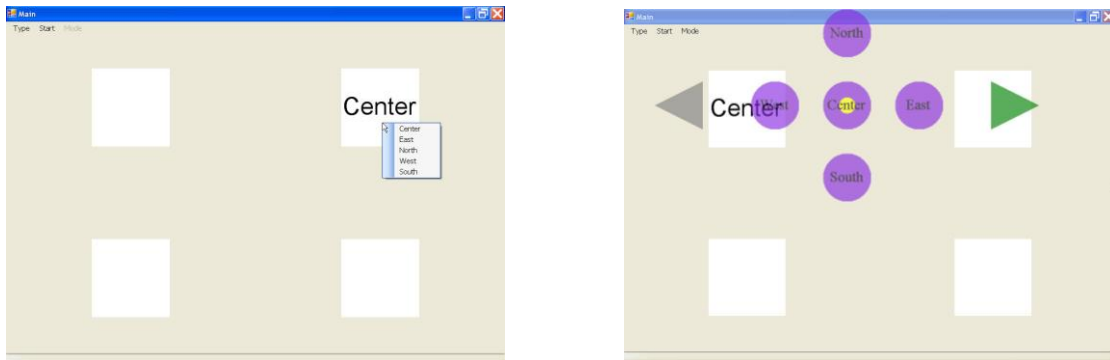 Main
Type Start Mode
Center
Center
East
North
West
South
Main
Type Start Mode
North
Center West Center East
South